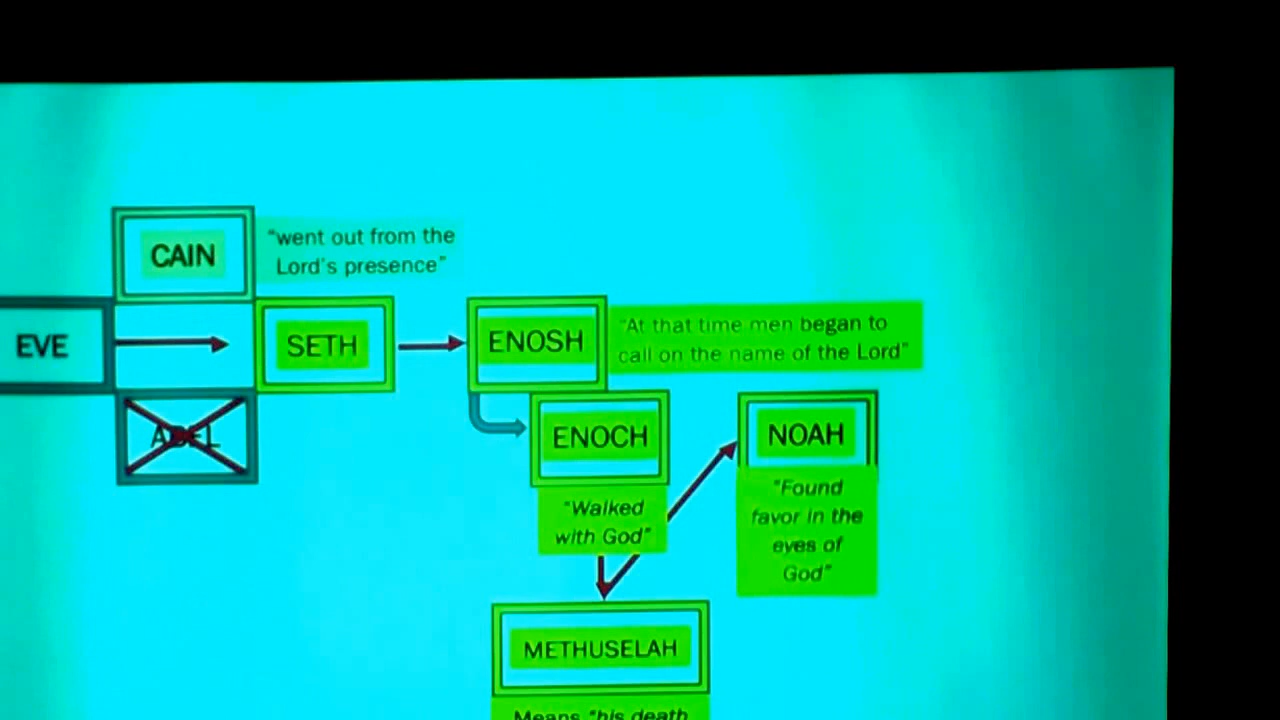 CAIN
"went out from the
Lord's presence"
EVE
SETH
ENOSH
"At that time men began to
call on the name of the Lord"
ABEL
ENOCH
"Walked
with God"
NOAH
"Found
favor in the
eyes of
God"
METHUSELAH
Means "his death